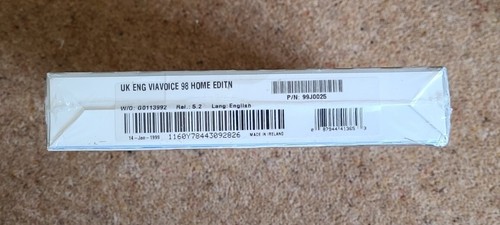 UK ENG VIAVOICE 98 HOME EDIT,N
P/N: 99J0025
W/O: G0113992 Rel.: 5.2 Lang: English
14-Jan-1999 1160Y78443092826 MADE IN IRELAND